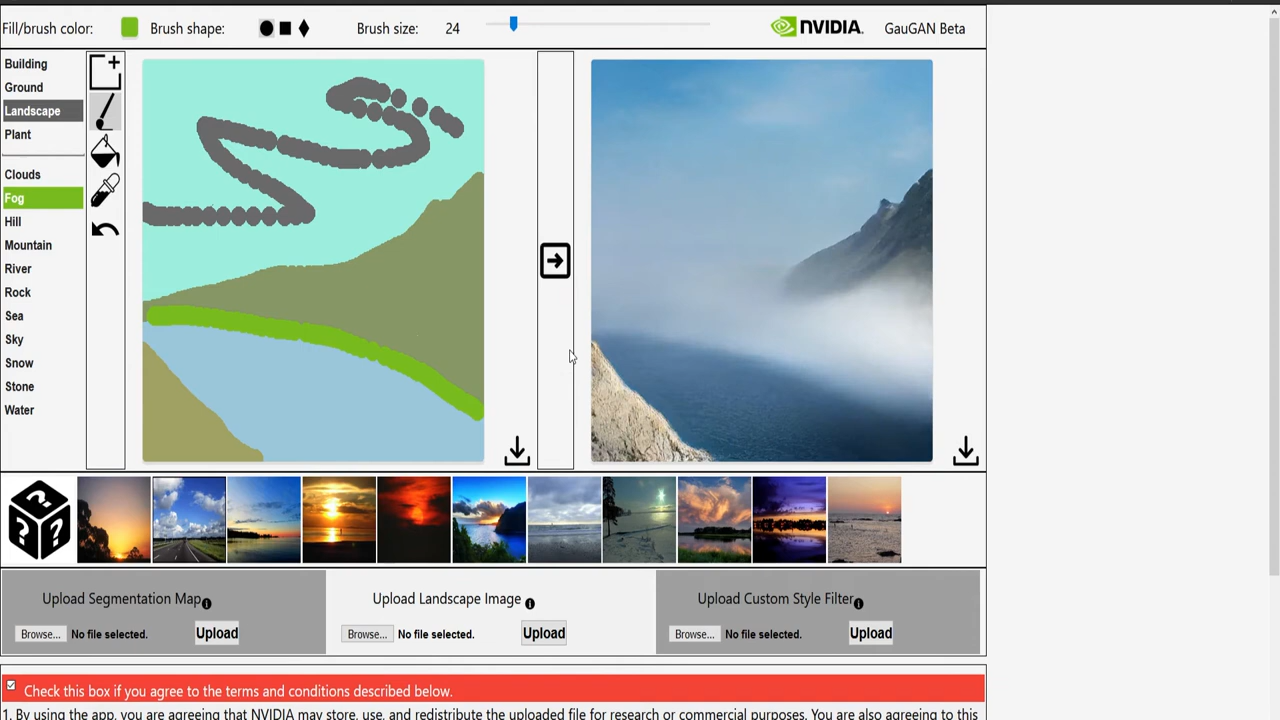 Fill/brush color: Brush shape: Brush size: 24 NVIDIA. GauGAN Beta
Building
Ground
Landscape
Plant
Clouds
Fog
Hill
Mountain
River
Rock
Sea
Sky
Snow
Stone
Water
? ? ?
Upload Segmentation Map i Upload Landscape Image i Upload Custom Style Filter i
Browse... No file selected. Upload Browse... No file selected. Upload Browse... No file selected. Upload
Check this box if you agree to the terms and conditions described below.
1. By using the app, you are agreeing that NVIDIA may store, use, and redistribute the uploaded file for research or commercial purposes. You are also agreeing to this